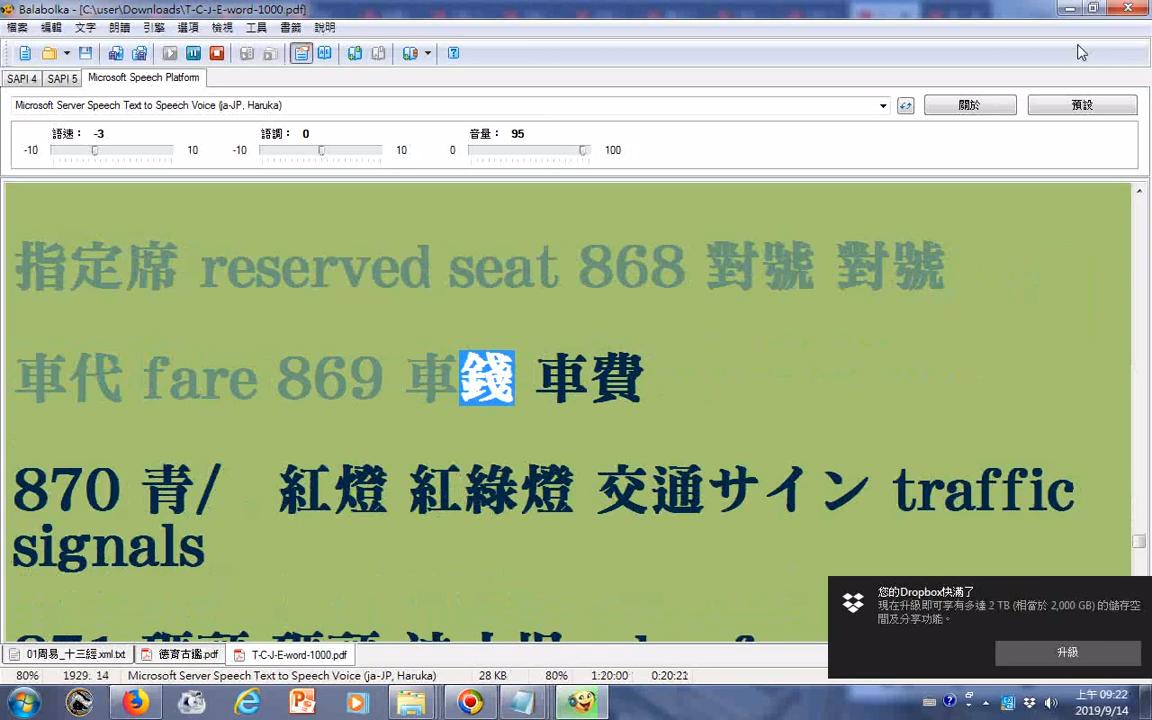 Balabolka - [C:\user\Downloads\T-C-J-E-word-1000.pdf]
檔案 編輯 文字 朗讀 引擎 選項 檢視 工具 書籤 說明
SAPI 4 SAPI 5 Microsoft Speech Platform
Microsoft Server Speech Text to Speech Voice (ja-JP, Haruka) 關於 預設
語速： -3 語調： 0 音量： 95
-10 10 -10 10 0 100
指定席 reserved seat 868 對號 對號
車代 fare 869 車錢 車費
870 青/ 紅燈 紅綠燈 交通サイン traffic
signals
您的Dropbox快滿了
現在升級即可享有多達 2 TB (相當於 2,000 GB) 的儲存空
間及分享功能。
升級
01周易_十三經.xml.txt 德育古鑑.pdf T-C-J-E-word-1000.pdf
80% 1929. 14 Microsoft Server Speech Text to Speech Voice (ja-JP, Haruka) 28 KB 80% 1:20:00 0:20:21
上午 09:22
2019/9/14